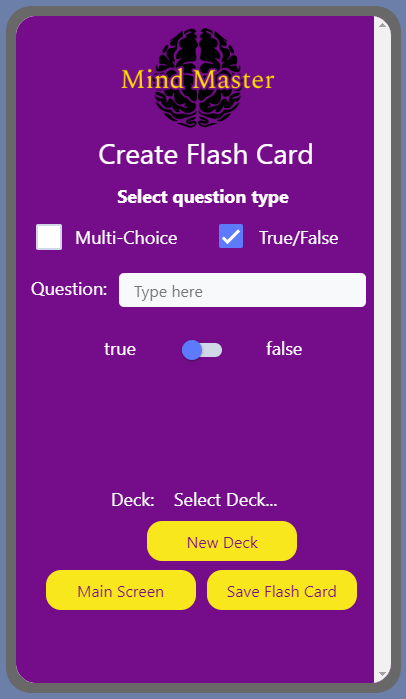 Mind Master
Create Flash Card
Select question type
Multi-Choice True/False
Question: Type here
true false
Deck: Select Deck...
New Deck
Main Screen Save Flash Card